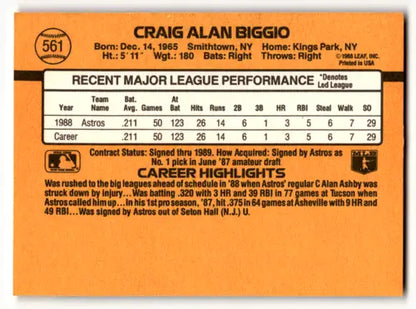 561
CRAIG ALAN BIGGIO
Born: Dec. 14, 1965 Smithtown, NY Home: Kings Park, NY
Ht: 5'11" Wgt: 180 Bats: Right Throws: Right
©1988 LEAF, INC.
Printed in USA
RECENT MAJOR LEAGUE PERFORMANCE *Denotes Led League
Year Team Name Bat. Avg. Games At Bat Hits Runs 2B 3B HR RBI Steal Walk SO
1988 Astros .211 50 123 26 14 6 1 3 5 6 7 29
Career .211 50 123 26 14 6 1 3 5 6 7 29
Contract Status: Signed thru 1989. How Acquired: Signed by Astros as
No. 1 pick in June '87 amateur draft
CAREER HIGHLIGHTS
Was rushed to the big leagues ahead of schedule in '88 when Astros' regular C Alan Ashby was
struck down by injury...Was batting .320 with 3 HR and 39 RBI in 77 games at Tucson when
Astros called him up...in his 1st pro season, '87, hit .375 in 64 games at Asheville with 9 HR and
49 RBI...Was signed by Astros out of Seton Hall (N.J.) U.